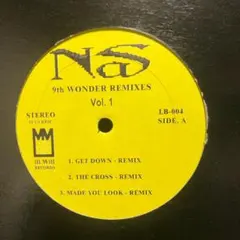 NaS
9th WONDER REMIXES
Vol. 1
STEREO
LB-004
SIDE. A
1. GET DOWN - REMIX
2. THE CROSS - REMIX
3. MADE YOU LOOK - REMIX